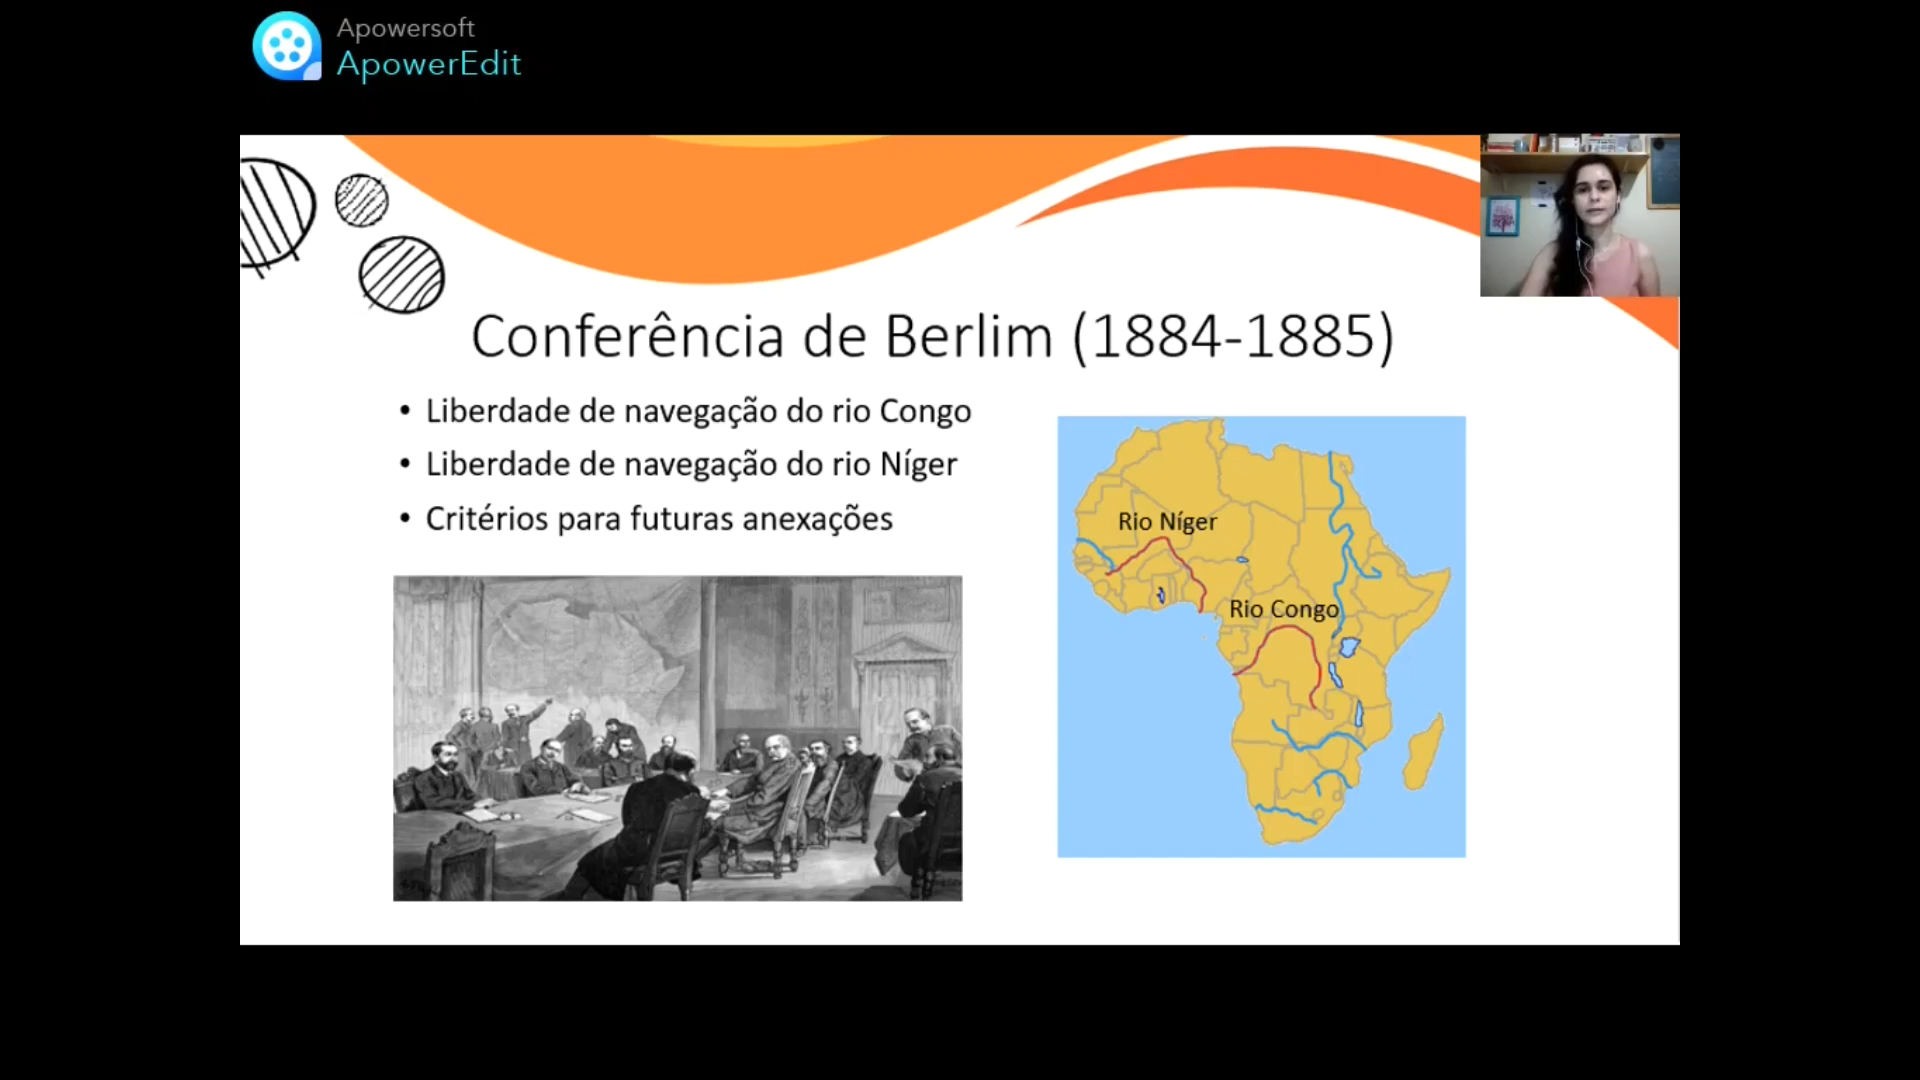 Apowersoft
ApowerEdit
Conferência de Berlim (1884-1885)
• Liberdade de navegação do rio Congo
• Liberdade de navegação do rio Níger
• Critérios para futuras anexações
Rio Níger
Rio Congo